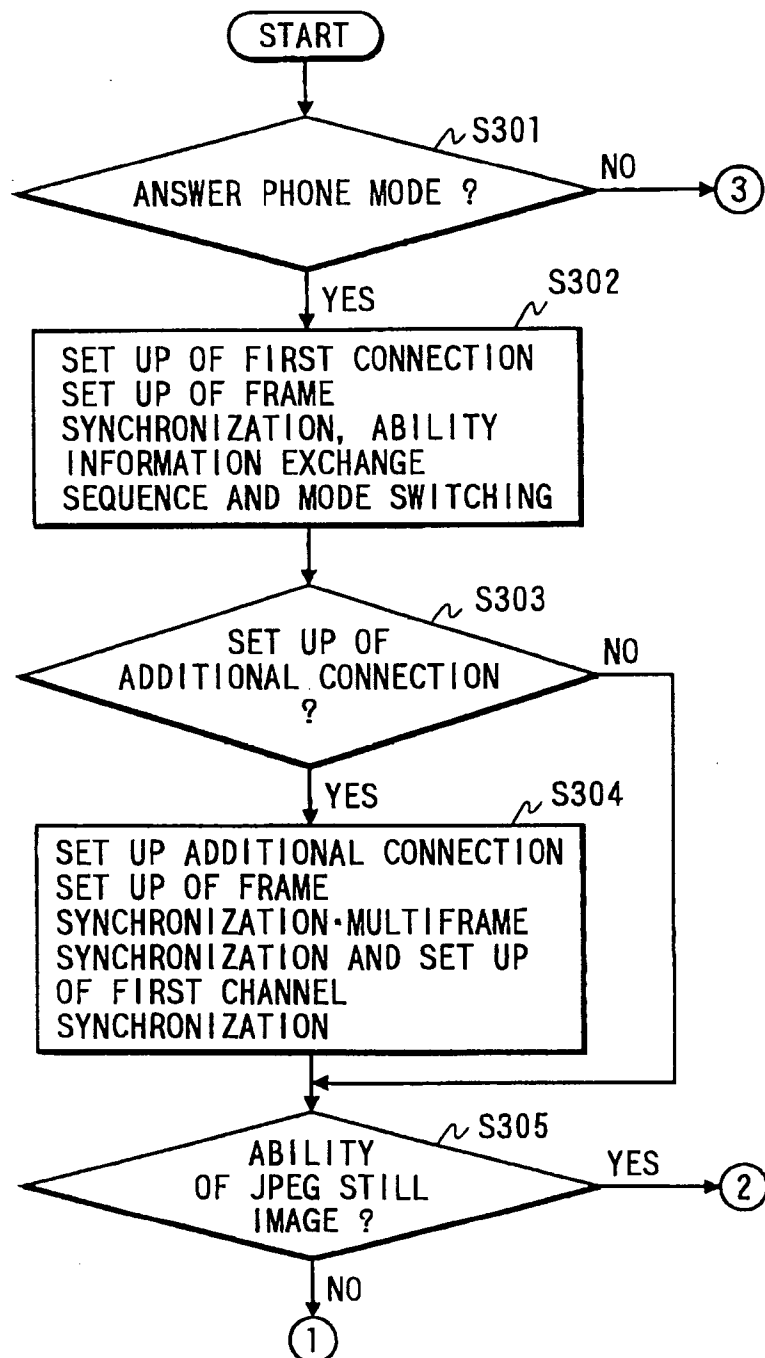 START
S301
ANSWER PHONE MODE ?
NO
3
YES
S302
SET UP OF FIRST CONNECTION
SET UP OF FRAME
SYNCHRONIZATION, ABILITY
INFORMATION EXCHANGE
SEQUENCE AND MODE SWITCHING
S303
SET UP OF
ADDITIONAL CONNECTION
?
NO
YES
S304
SET UP ADDITIONAL CONNECTION
SET UP OF FRAME
SYNCHRONIZATION·MULTIFRAME
SYNCHRONIZATION AND SET UP
OF FIRST CHANNEL
SYNCHRONIZATION
S305
ABILITY
OF JPEG STILL
IMAGE ?
YES
2
NO
1